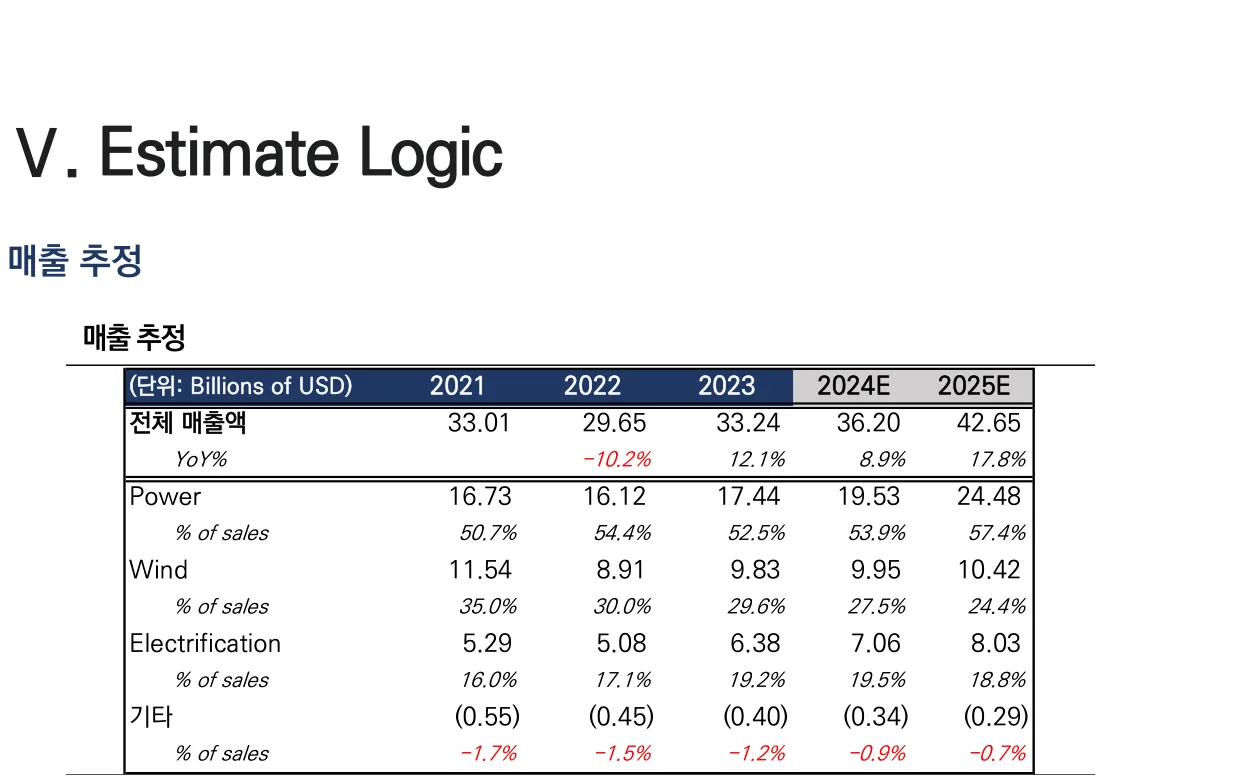 Ⅴ. Estimate Logic
매출 추정
매출 추정
(단위: Billions of USD) 2021 2022 2023 2024E 2025E
전체 매출액 33.01 29.65 33.24 36.20 42.65
YoY% -10.2% 12.1% 8.9% 17.8%
Power 16.73 16.12 17.44 19.53 24.48
% of sales 50.7% 54.4% 52.5% 53.9% 57.4%
Wind 11.54 8.91 9.83 9.95 10.42
% of sales 35.0% 30.0% 29.6% 27.5% 24.4%
Electrification 5.29 5.08 6.38 7.06 8.03
% of sales 16.0% 17.1% 19.2% 19.5% 18.8%
기타 (0.55) (0.45) (0.40) (0.34) (0.29)
% of sales -1.7% -1.5% -1.2% -0.9% -0.7%